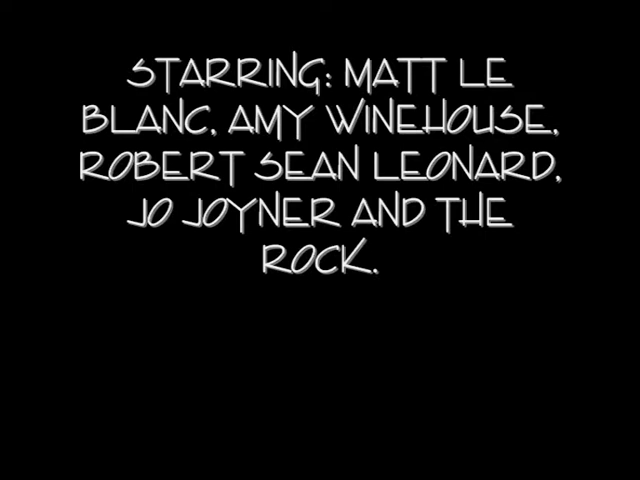 STARRING: MATT LE
BLANC, AMY WINEHOUSE,
ROBERT SEAN LEONARD,
JO JOYNER AND THE
ROCK.